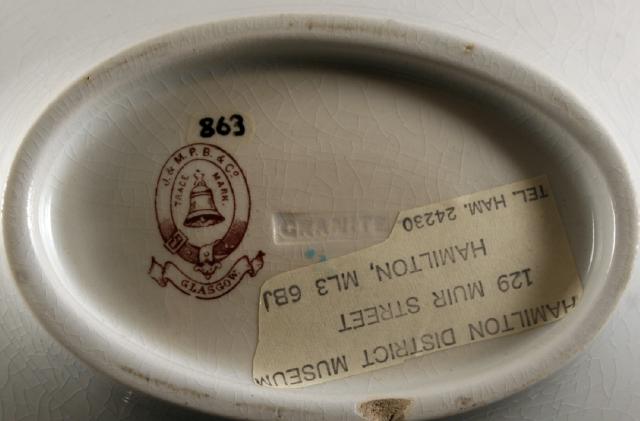 863
J. & M. P. B. & Co
TRADE MARK.
GLASGOW
GRANITE
HAMILTON DISTRICT MUSEUM
129 MUIR STREET
HAMILTON, ML3 6BJ
TEL. HAM. 24230